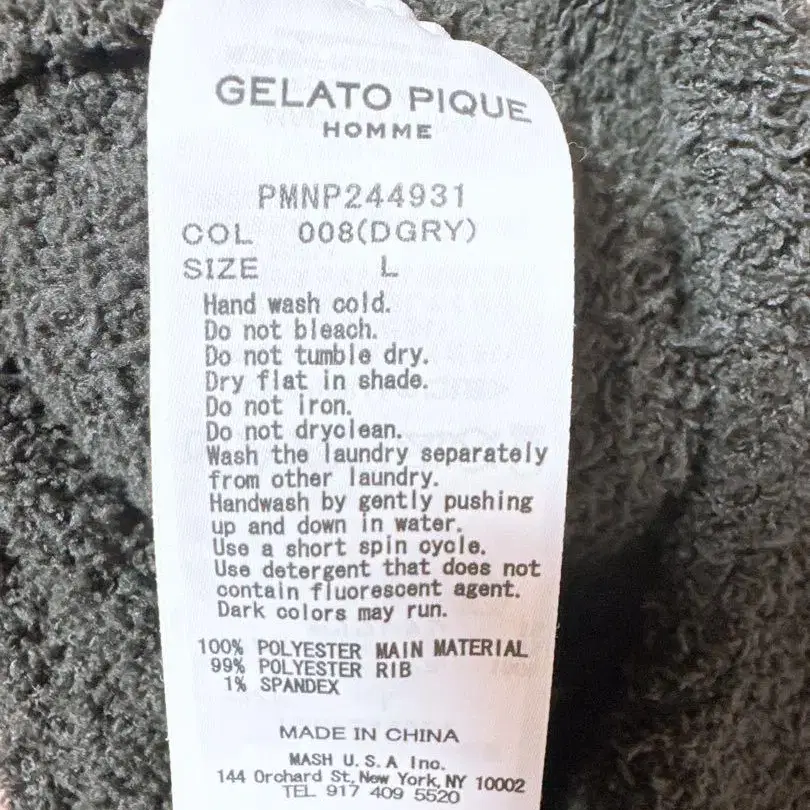 GELATO PIQUE
HOMME
PMNP244931
COL 008(DGRY)
SIZE L
Hand wash cold.
Do not bleach.
Do not tumble dry.
Dry flat in shade.
Do not iron.
Do not dryclean.
Wash the laundry separately
from other laundry.
Handwash by gently pushing
up and down in water.
Use a short spin cycle.
Use detergent that does not
contain fluorescent agent.
Dark colors may run.
100% POLYESTER MAIN MATERIAL
99% POLYESTER RIB
1% SPANDEX
MADE IN CHINA
MASH U.S.A Inc.
144 Orchard St, New York, NY 10002
TEL 917 409 5520